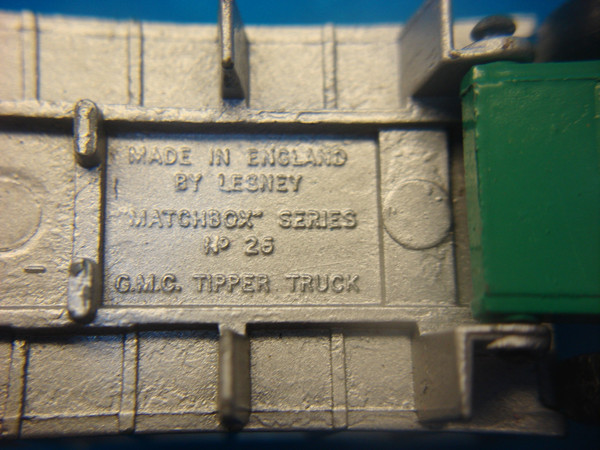 MADE IN ENGLAND
BY LESNEY
"MATCHBOX" SERIES
Nº 26
G.M.C. TIPPER TRUCK